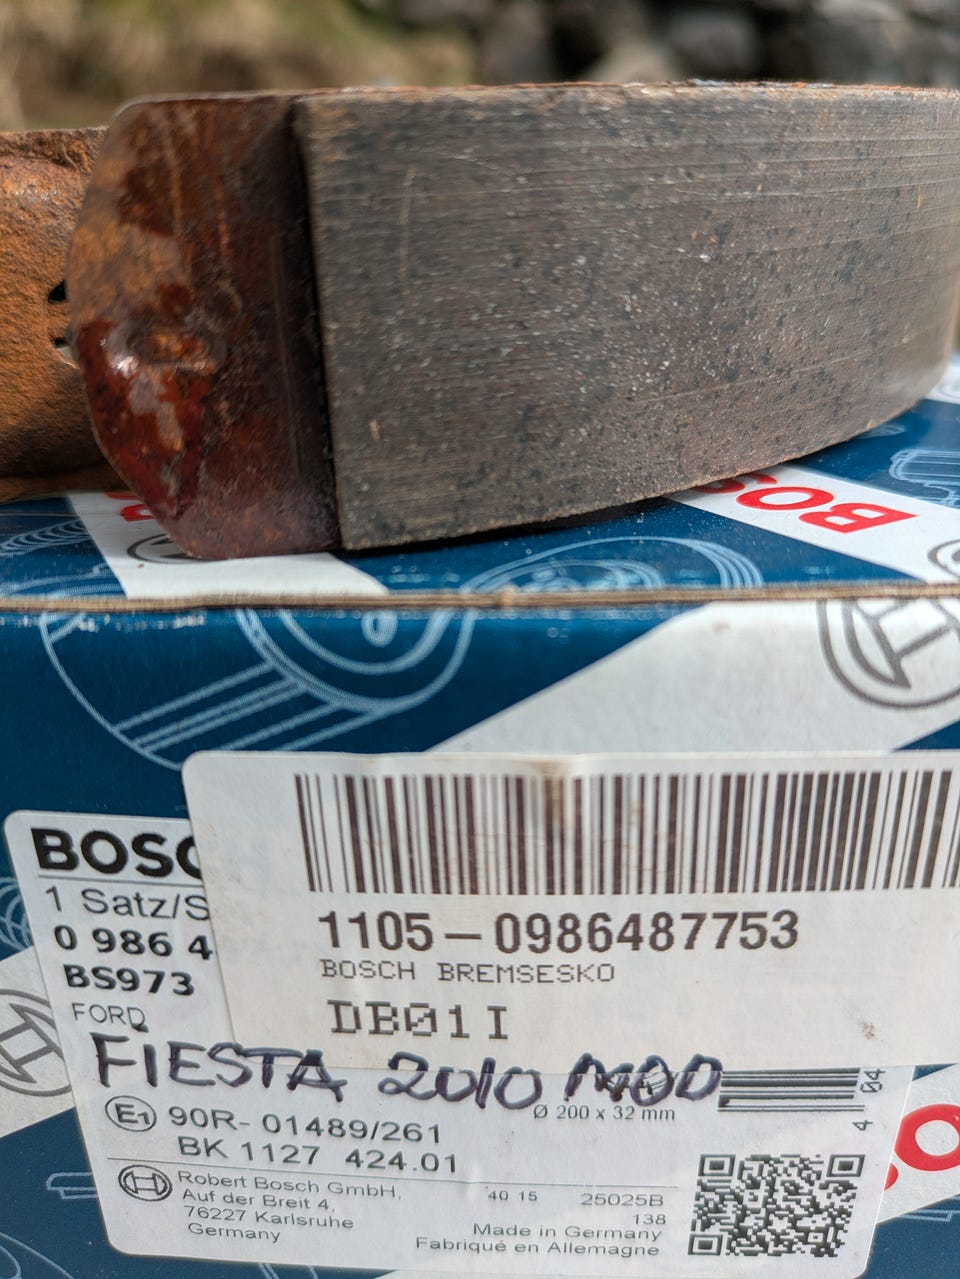 BOSCH
1105-0986487753
BOSCH BREMSESKO
DB01I
BOSC
1 Satz/S
0 986 4
BS973
FORD
FIESTA 2010 MOD
Ø 200 x 32 mm
4 04
E1 90R- 01489/261
BK 1127 424.01
Robert Bosch GmbH,
Auf der Breit 4,
76227 Karlsruhe
Germany
40 15 25025B
138
Made in Germany
Fabriqué en Allemagne